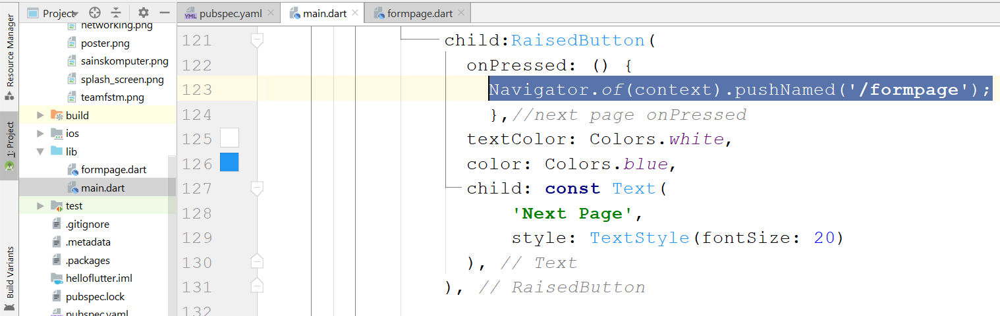 Resource Manager
1: Project
Build Variants
Project
networking.png
poster.png
sainskomputer.png
splash_screen.png
teamfstm.png
build
ios
lib
formpage.dart
main.dart
test
.gitignore
.metadata
.packages
helloflutter.iml
pubspec.lock
pubspec.yaml
YML pubspec.yaml
main.dart
formpage.dart
121 child:RaisedButton(
122 onPressed: () {
123 Navigator.of(context).pushNamed('/formpage');
124 },//next page onPressed
125 textColor: Colors.white,
126 color: Colors.blue,
127 child: const Text(
128 'Next Page',
129 style: TextStyle(fontSize: 20)
130 ), // Text
131 ), // RaisedButton
132